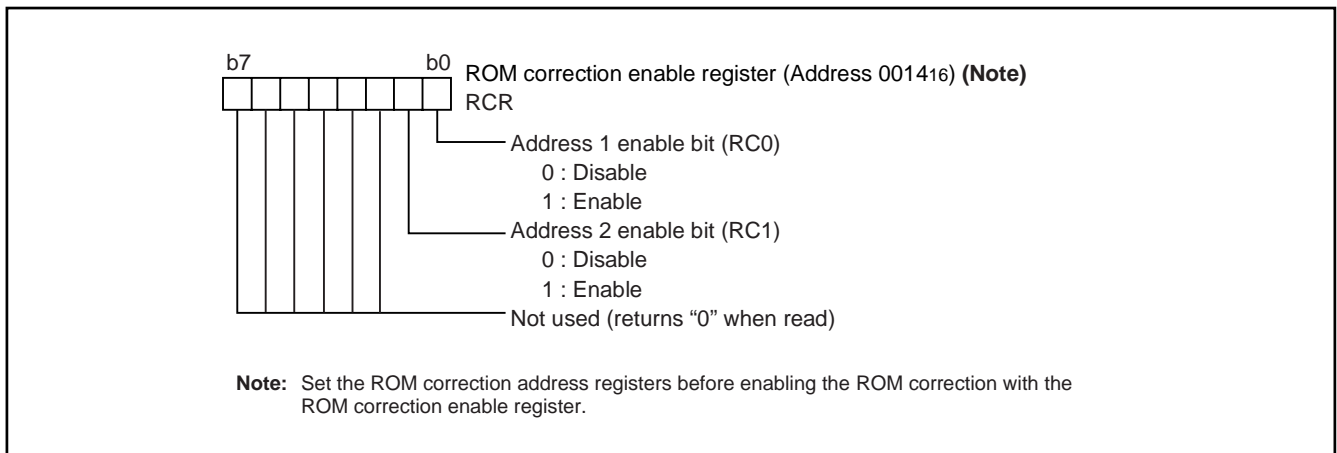 b7 b0 ROM correction enable register (Address 001416) (Note)
RCR
Address 1 enable bit (RC0)
0 : Disable
1 : Enable
Address 2 enable bit (RC1)
0 : Disable
1 : Enable
Not used (returns “0” when read)
Note: Set the ROM correction address registers before enabling the ROM correction with the
ROM correction enable register.